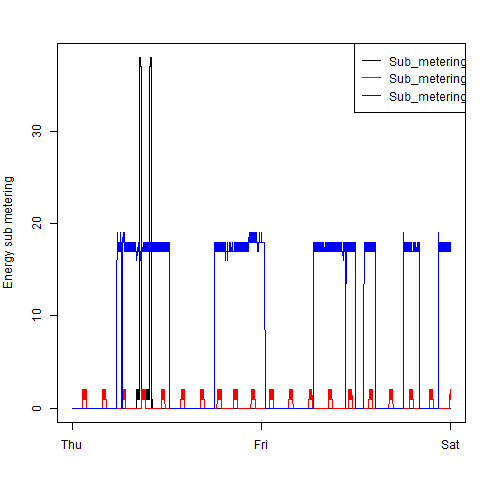 Sub_metering
Sub_metering
Sub_metering
Energy sub metering
30
20
10
0
Thu Fri Sat